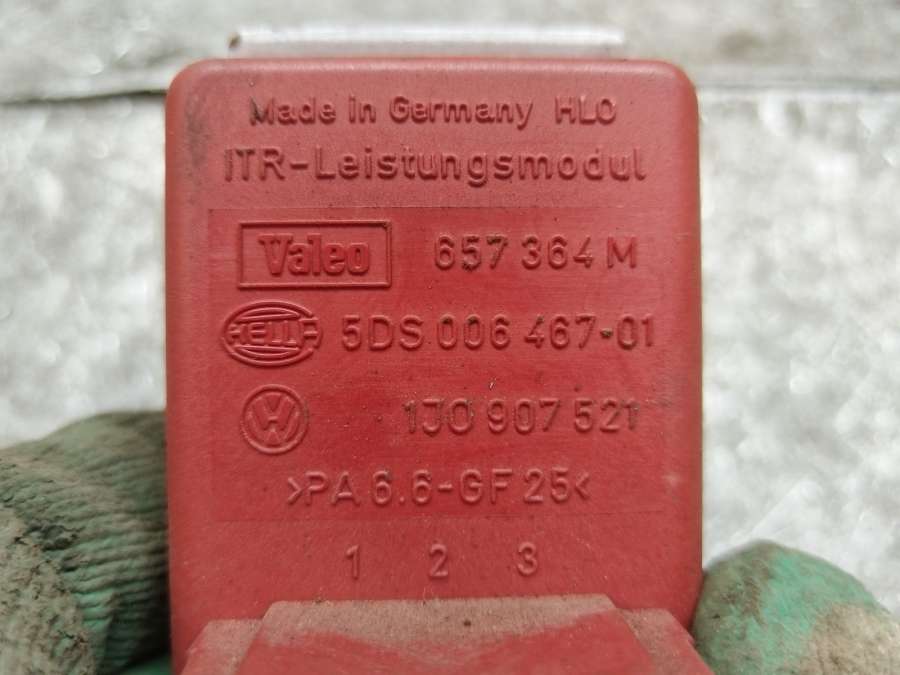 Made in Germany HLO
ITR-Leistungsmodul
Valeo 657 364 M
HELLA 5DS 006 467-01
VW 1J0 907 521
>PA 6.6-GF 25<
1 2 3